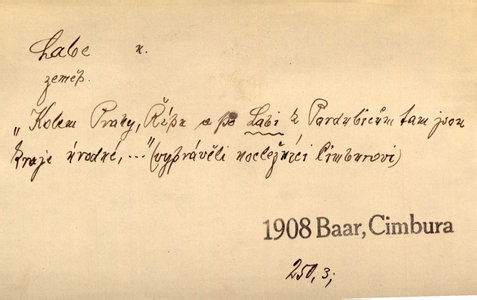 Labe n.
zeměp.
„Kolem Prahy, Řípu a po Labi k Pardubicům tam jsou
kraje úrodné, ..." (vyprávěli nocležníci Cimburovi)
1908 Baar, Cimbura
250, 3;